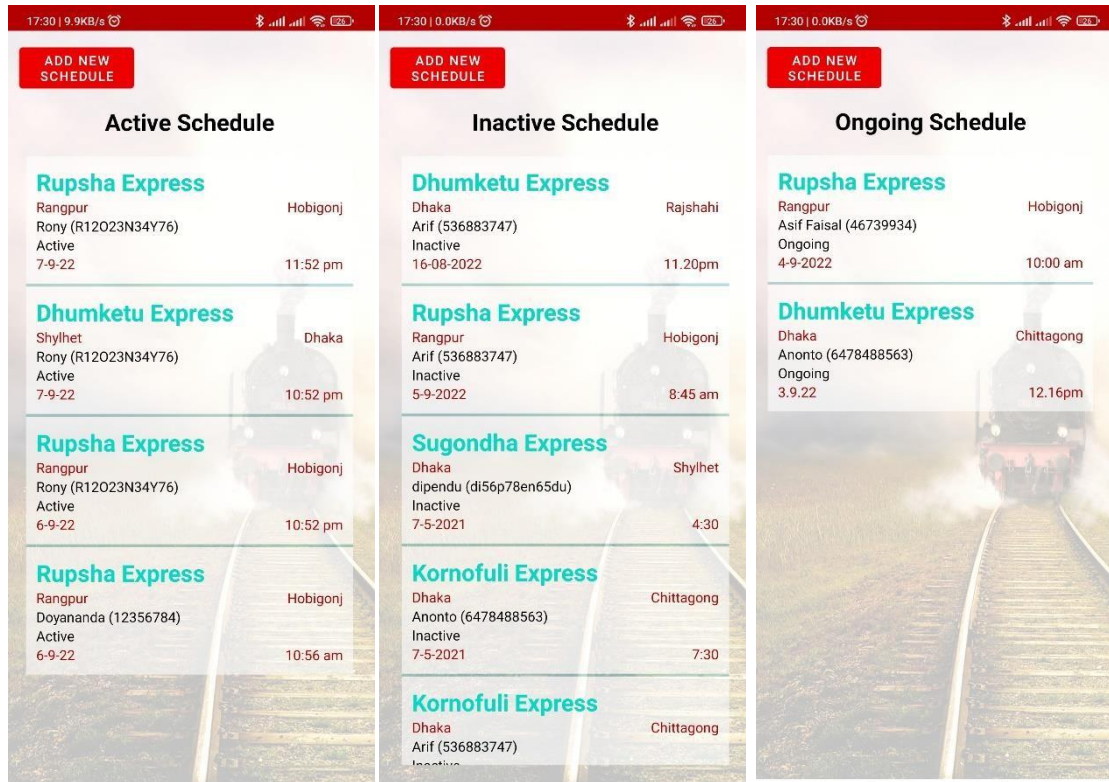 17:30 | 9.9KB/s 26
ADD NEW
SCHEDULE
Active Schedule
Rupsha Express
Rangpur Hobigonj
Rony (R12O23N34Y76)
Active
7-9-22 11:52 pm
Dhumketu Express
Shylhet Dhaka
Rony (R12O23N34Y76)
Active
7-9-22 10:52 pm
Rupsha Express
Rangpur Hobigonj
Rony (R12O23N34Y76)
Active
6-9-22 10:52 pm
Rupsha Express
Rangpur Hobigonj
Doyananda (12356784)
Active
6-9-22 10:56 am
17:30 | 0.0KB/s 26
ADD NEW
SCHEDULE
Inactive Schedule
Dhumketu Express
Dhaka Rajshahi
Arif (536883747)
Inactive
16-08-2022 11.20pm
Rupsha Express
Rangpur Hobigonj
Arif (536883747)
Inactive
5-9-2022 8:45 am
Sugondha Express
Dhaka Shylhet
dipendu (di56p78en65du)
Inactive
7-5-2021 4:30
Kornofuli Express
Dhaka Chittagong
Anonto (6478488563)
Inactive
7-5-2021 7:30
Kornofuli Express
Dhaka Chittagong
Arif (536883747)
Inactive
17:30 | 0.0KB/s 26
ADD NEW
SCHEDULE
Ongoing Schedule
Rupsha Express
Rangpur Hobigonj
Asif Faisal (46739934)
Ongoing
4-9-2022 10:00 am
Dhumketu Express
Dhaka Chittagong
Anonto (6478488563)
Ongoing
3.9.22 12.16pm